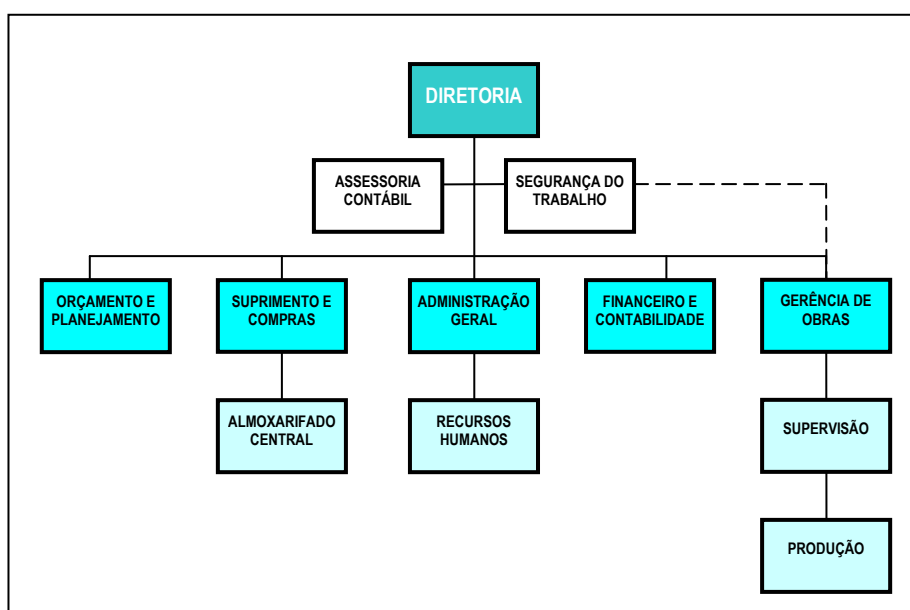 DIRETORIA
ASSESSORIA
CONTÁBIL
SEGURANÇA DO
TRABALHO
ORÇAMENTO E
PLANEJAMENTO
SUPRIMENTO E
COMPRAS
ADMINISTRAÇÃO
GERAL
FINANCEIRO E
CONTABILIDADE
GERÊNCIA DE
OBRAS
ALMOXARIFADO
CENTRAL
RECURSOS
HUMANOS
SUPERVISÃO
PRODUÇÃO